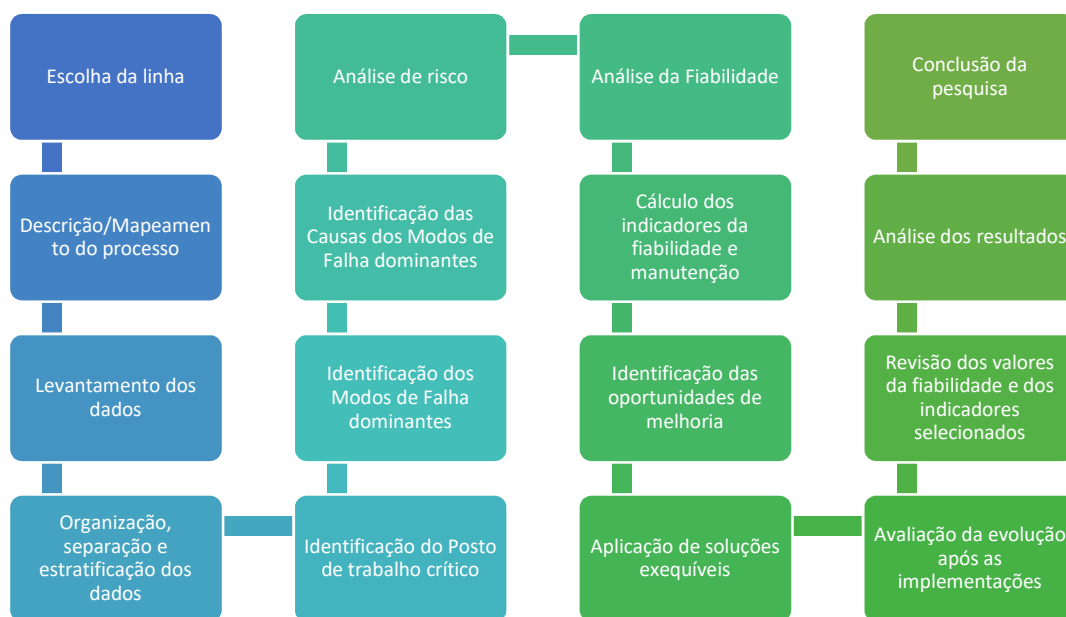 Escolha da linha
Descrição/Mapeamen
to do processo
Levantamento dos
dados
Organização,
separação e
estratificação dos
dados
Identificação do Posto
de trabalho crítico
Identificação dos
Modos de Falha
dominantes
Identificação das
Causas dos Modos de
Falha dominantes
Análise de risco
Análise da Fiabilidade
Cálculo dos
indicadores da
fiabilidade e
manutenção
Identificação das
oportunidades de
melhoria
Aplicação de soluções
exequíveis
Avaliação da evolução
após as
implementações
Revisão dos valores
da fiabilidade e dos
indicadores
selecionados
Análise dos resultados
Conclusão da
pesquisa